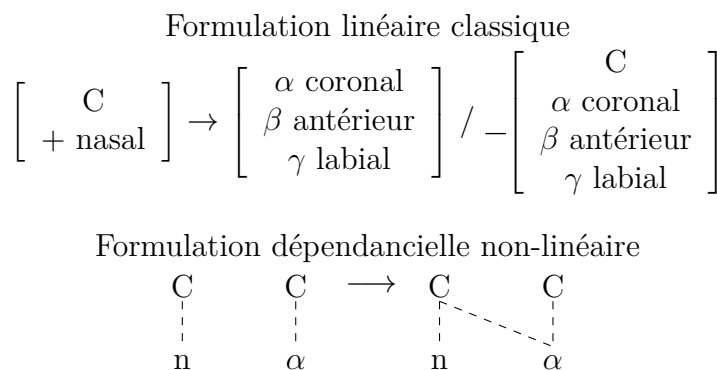 Formulation linéaire classique
[ C + nasal ] → [ α coronal β antérieur γ labial ] / _ [ C α coronal β antérieur γ labial ]
Formulation dépendancielle non-linéaire
C C ⟶ C C
n α n α